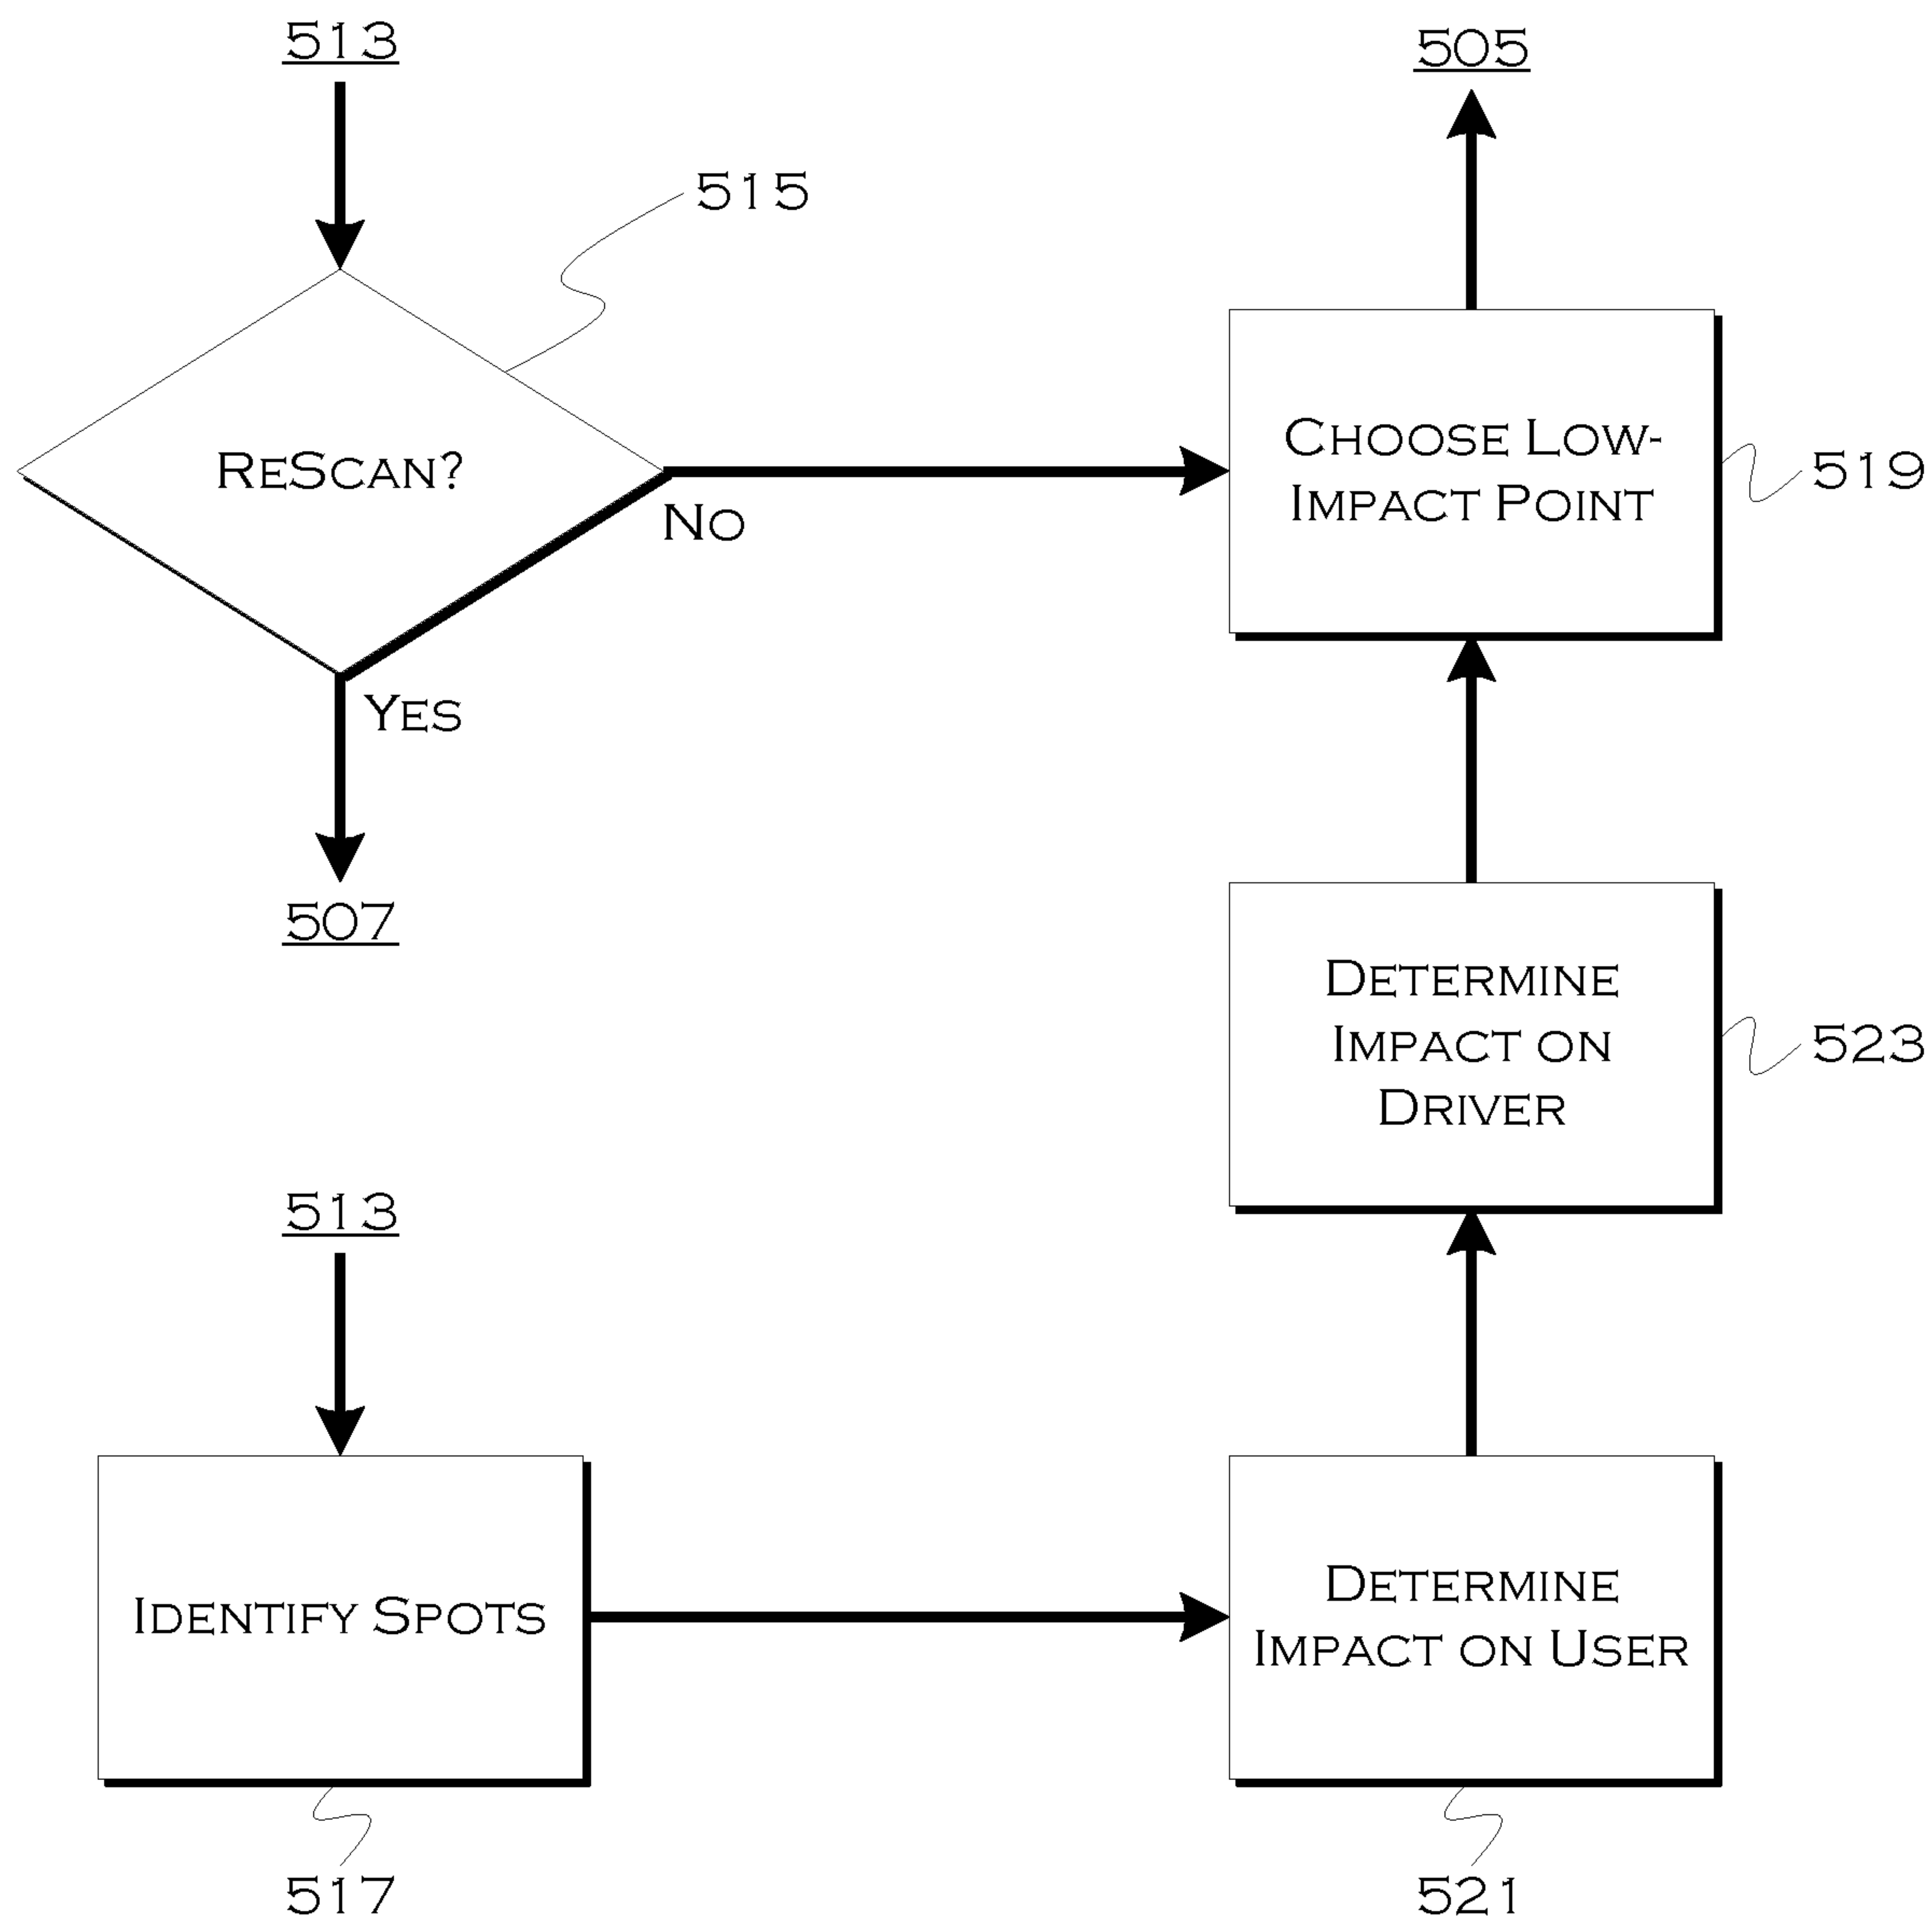 513
505
515
ReScan?
No
Choose Low-
Impact Point
519
Yes
507
Determine
Impact on
Driver
523
513
Identify Spots
Determine
Impact on User
517
521